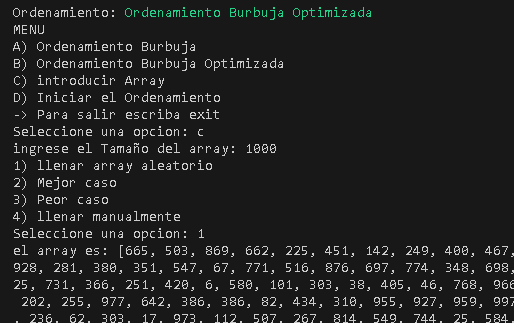 Ordenamiento: Ordenamiento Burbuja Optimizada
MENU
A) Ordenamiento Burbuja
B) Ordenamiento Burbuja Optimizada
C) introducir Array
D) Iniciar el Ordenamiento
-> Para salir escriba exit
Seleccione una opcion: c
ingrese el Tamaño del array: 1000
1) llenar array aleatorio
2) Mejor caso
3) Peor caso
4) llenar manualmente
Seleccione una opcion: 1
el array es: [665, 503, 869, 662, 225, 451, 142, 249, 400, 467,
928, 281, 380, 351, 547, 67, 771, 516, 876, 697, 774, 348, 698,
25, 731, 366, 251, 420, 6, 580, 101, 303, 38, 405, 46, 768, 966
202, 255, 977, 642, 386, 386, 82, 434, 310, 955, 927, 959, 997
, 236, 62, 303, 17, 973, 112, 507, 267, 814, 549, 744, 25, 584,